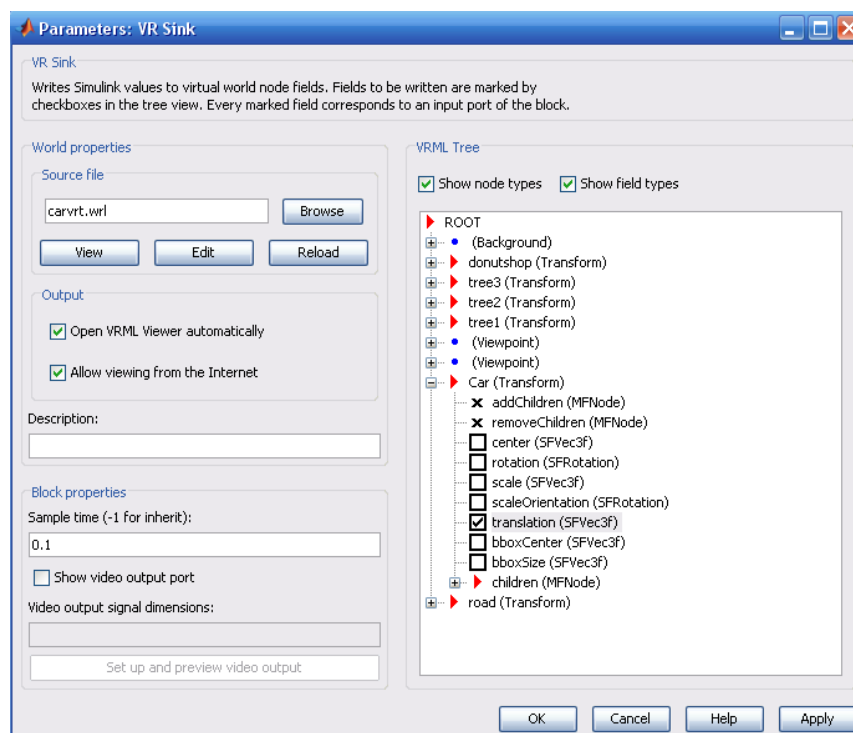 Parameters: VR Sink
VR Sink
Writes Simulink values to virtual world node fields. Fields to be written are marked by
checkboxes in the tree view. Every marked field corresponds to an input port of the block.
World properties
Source file
carvrt.wrl
Browse
View
Edit
Reload
Output
Open VRML Viewer automatically
Allow viewing from the Internet
Description:
Block properties
Sample time (-1 for inherit):
0.1
Show video output port
Video output signal dimensions:
Set up and preview video output
VRML Tree
Show node types
Show field types
ROOT
(Background)
donutshop (Transform)
tree3 (Transform)
tree2 (Transform)
tree1 (Transform)
(Viewpoint)
(Viewpoint)
Car (Transform)
addChildren (MFNode)
removeChildren (MFNode)
center (SFVec3f)
rotation (SFRotation)
scale (SFVec3f)
scaleOrientation (SFRotation)
translation (SFVec3f)
bboxCenter (SFVec3f)
bboxSize (SFVec3f)
children (MFNode)
road (Transform)
OK
Cancel
Help
Apply